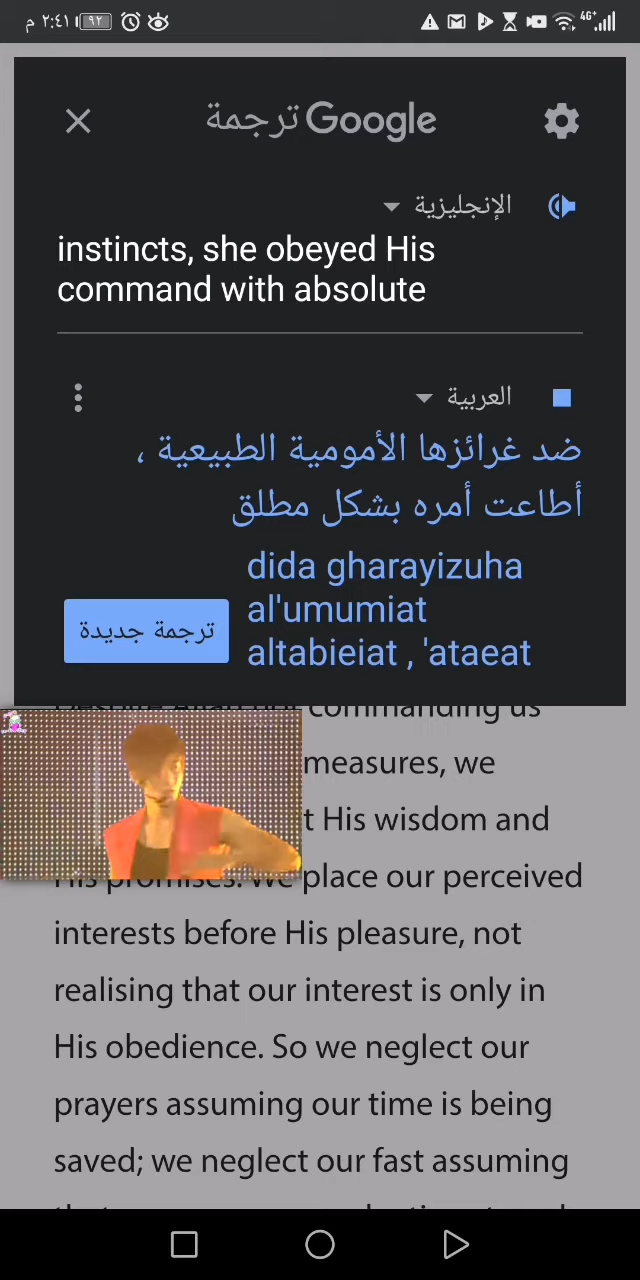 م ٢:٤١ ٩٢ 4G+
Google ترجمة
الإنجليزية
instincts, she obeyed His
command with absolute
العربية
ضد غرائزها الأمومية الطبيعية ،
أطاعت أمره بشكل مطلق
dida gharayizuha
al'umumiat
altabieiat , 'ataeat
ترجمة جديدة
commanding us
measures, we
t His wisdom and
His promises. We place our perceived
interests before His pleasure, not
realising that our interest is only in
His obedience. So we neglect our
prayers assuming our time is being
saved; we neglect our fast assuming